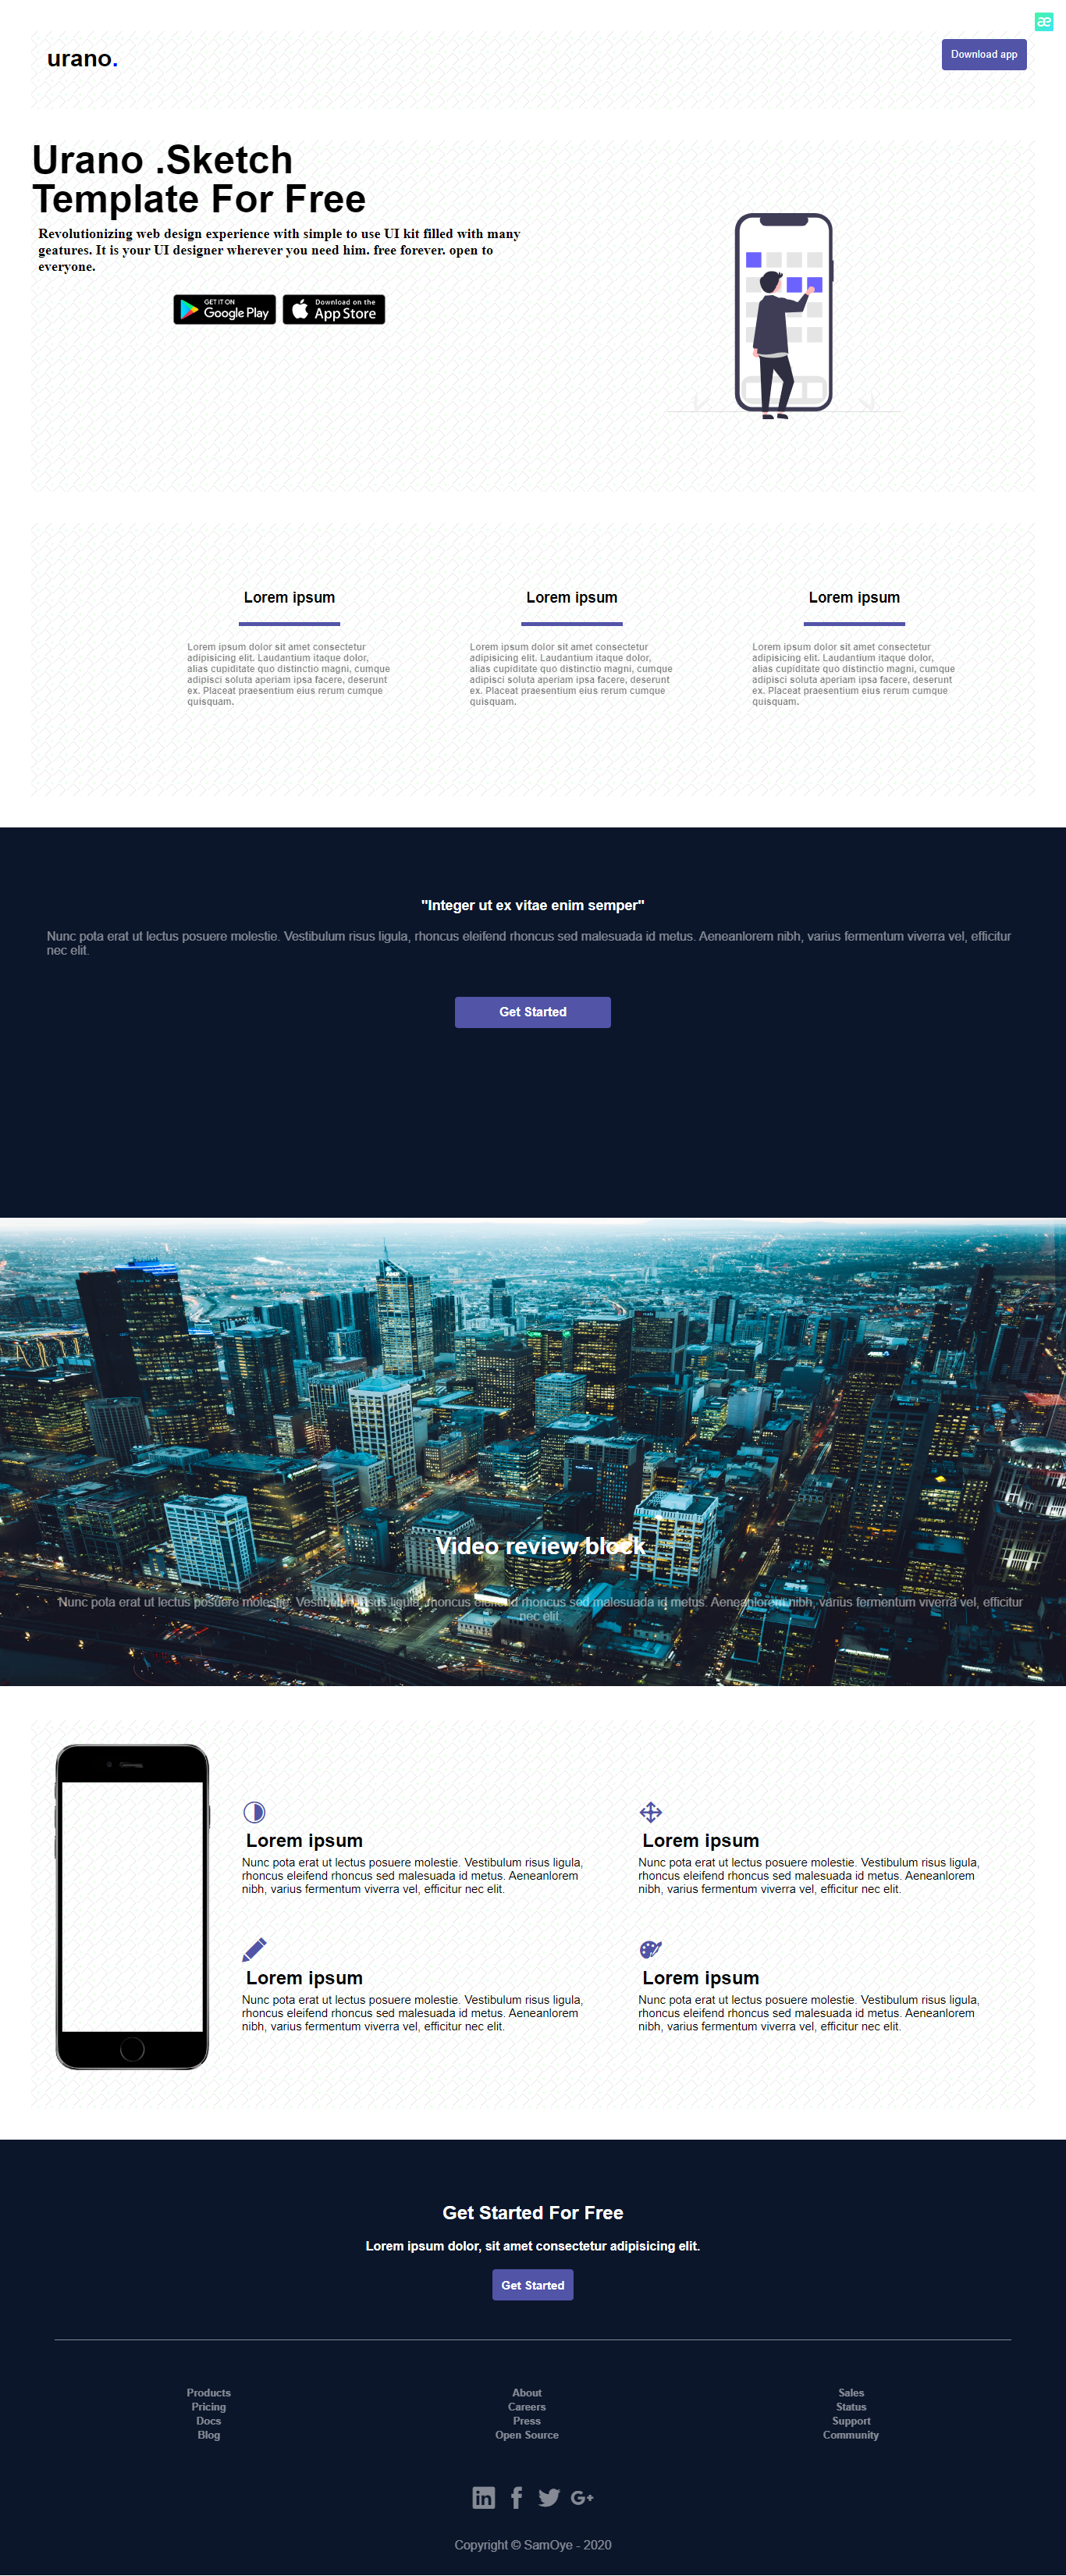 æ
urano.
Download app
Urano .Sketch
Template For Free
Revolutionizing web design experience with simple to use UI kit filled with many
geatures. It is your UI designer wherever you need him. free forever. open to
everyone.
GET IT ON
Google Play
Download on the
App Store
Lorem ipsum
Lorem ipsum dolor sit amet consectetur
adipisicing elit. Laudantium itaque dolor,
alias cupiditate quo distinctio magni, cumque
adipisci soluta aperiam ipsa facere, deserunt
ex. Placeat praesentium eius rerum cumque
quisquam.
Lorem ipsum
Lorem ipsum dolor sit amet consectetur
adipisicing elit. Laudantium itaque dolor,
alias cupiditate quo distinctio magni, cumque
adipisci soluta aperiam ipsa facere, deserunt
ex. Placeat praesentium eius rerum cumque
quisquam.
Lorem ipsum
Lorem ipsum dolor sit amet consectetur
adipisicing elit. Laudantium itaque dolor,
alias cupiditate quo distinctio magni, cumque
adipisci soluta aperiam ipsa facere, deserunt
ex. Placeat praesentium eius rerum cumque
quisquam.
"Integer ut ex vitae enim semper"
Nunc pota erat ut lectus posuere molestie. Vestibulum risus ligula, rhoncus eleifend rhoncus sed malesuada id metus. Aeneanlorem nibh, varius fermentum viverra vel, efficitur
nec elit.
Get Started
Video review block
Nunc pota erat ut lectus posuere molestie. Vestibulum risus ligula, rhoncus eleifend rhoncus sed malesuada id metus. Aeneanlorem nibh, varius fermentum viverra vel, efficitur
nec elit.
Lorem ipsum
Nunc pota erat ut lectus posuere molestie. Vestibulum risus ligula,
rhoncus eleifend rhoncus sed malesuada id metus. Aeneanlorem
nibh, varius fermentum viverra vel, efficitur nec elit.
Lorem ipsum
Nunc pota erat ut lectus posuere molestie. Vestibulum risus ligula,
rhoncus eleifend rhoncus sed malesuada id metus. Aeneanlorem
nibh, varius fermentum viverra vel, efficitur nec elit.
Lorem ipsum
Nunc pota erat ut lectus posuere molestie. Vestibulum risus ligula,
rhoncus eleifend rhoncus sed malesuada id metus. Aeneanlorem
nibh, varius fermentum viverra vel, efficitur nec elit.
Lorem ipsum
Nunc pota erat ut lectus posuere molestie. Vestibulum risus ligula,
rhoncus eleifend rhoncus sed malesuada id metus. Aeneanlorem
nibh, varius fermentum viverra vel, efficitur nec elit.
Get Started For Free
Lorem ipsum dolor, sit amet consectetur adipisicing elit.
Get Started
Products
Pricing
Docs
Blog
About
Careers
Press
Open Source
Sales
Status
Support
Community
in f G+
Copyright © SamOye - 2020